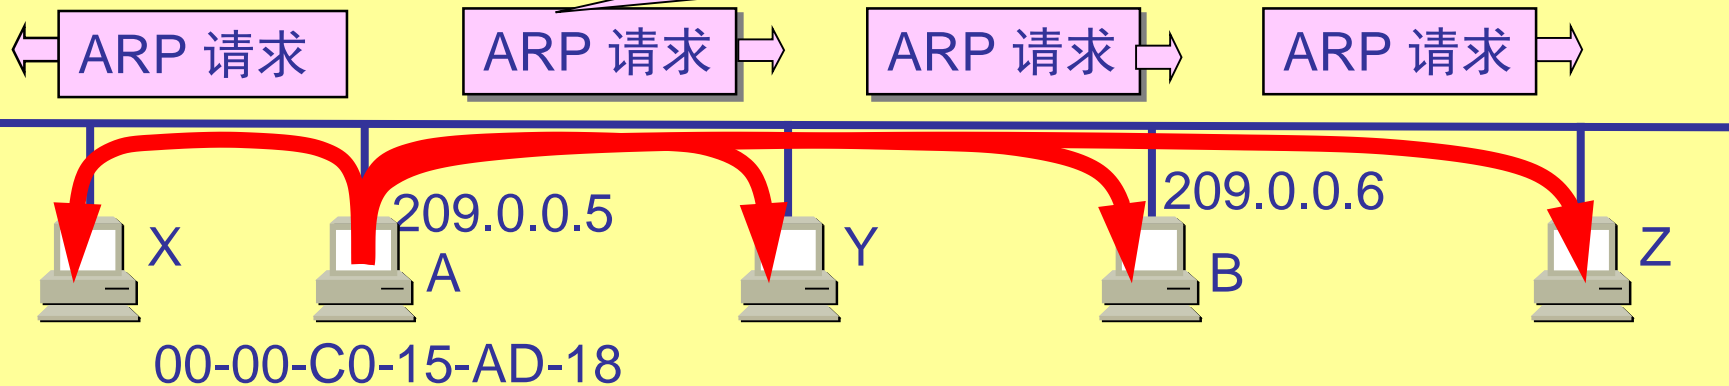 ARP 请求
ARP 请求
ARP 请求
ARP 请求
209.0.0.5
209.0.0.6
X
A
Y
B
Z
00-00-C0-15-AD-18